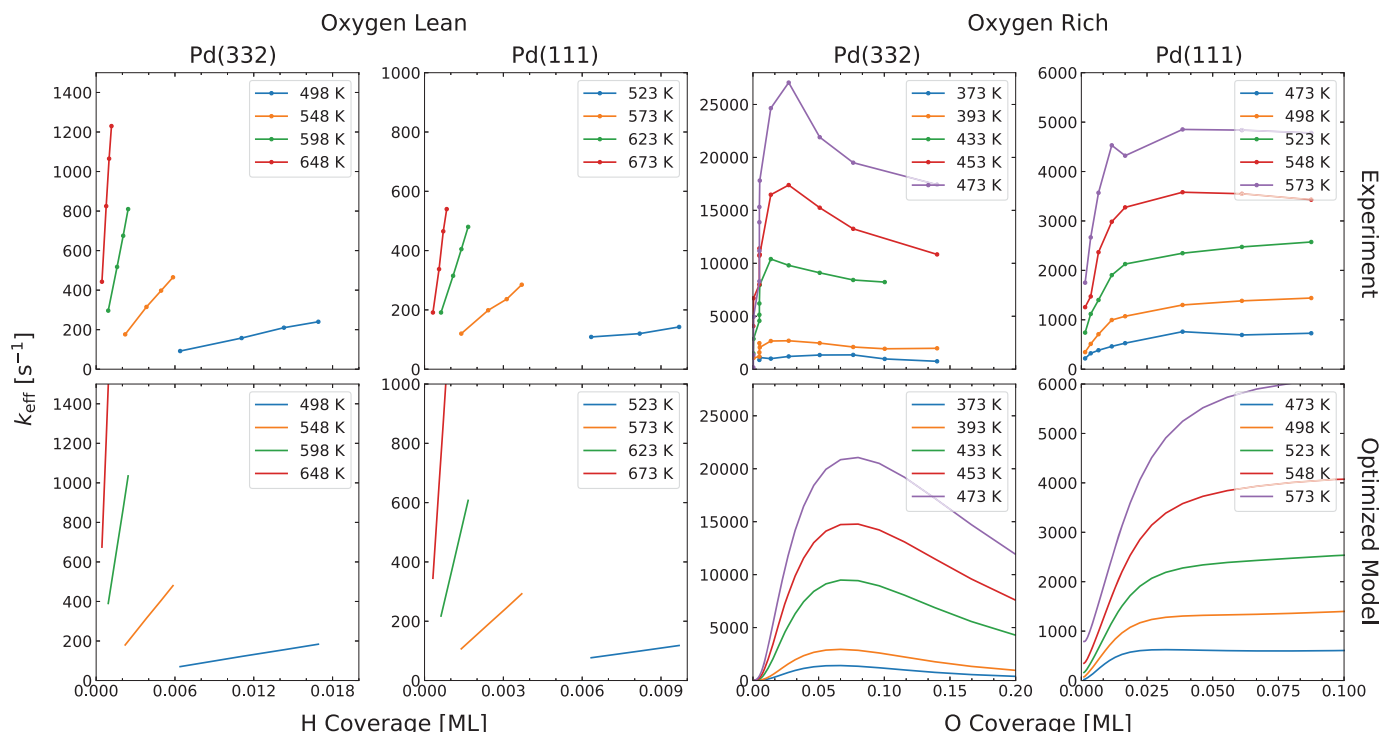 Oxygen Lean
Oxygen Rich
Pd(332)
Pd(111)
Pd(332)
Pd(111)
1400
1200
1000
800
600
400
200
0
498 K
548 K
598 K
648 K
1000
800
600
400
200
0
523 K
573 K
623 K
673 K
25000
20000
15000
10000
5000
0
373 K
393 K
433 K
453 K
473 K
6000
5000
4000
3000
2000
1000
0
473 K
498 K
523 K
548 K
573 K
Experiment
k_eff [s⁻¹]
1400
1200
1000
800
600
400
200
0
498 K
548 K
598 K
648 K
0.000
0.006
0.012
0.018
1000
800
600
400
200
0
523 K
573 K
623 K
673 K
0.000
0.003
0.006
0.009
25000
20000
15000
10000
5000
0
373 K
393 K
433 K
453 K
473 K
0.00
0.05
0.10
0.15
0.20
6000
5000
4000
3000
2000
1000
0
473 K
498 K
523 K
548 K
573 K
0.000
0.025
0.050
0.075
0.100
Optimized Model
H Coverage [ML]
O Coverage [ML]